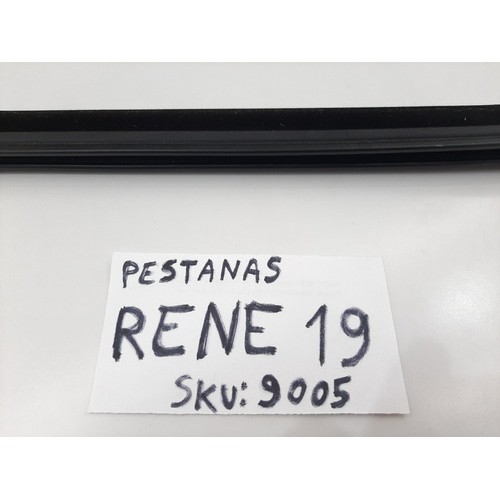 PESTANAS
RENE 19
SKU: 9005